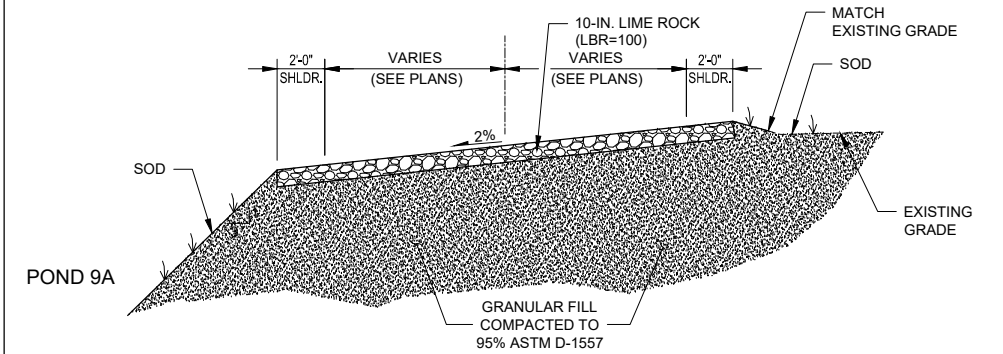 10-IN. LIME ROCK
(LBR=100)
MATCH
EXISTING GRADE
SOD
2'-0"
SHLDR.
VARIES
(SEE PLANS)
VARIES
(SEE PLANS)
2'-0"
SHLDR.
2%
SOD
EXISTING
GRADE
POND 9A
GRANULAR FILL
COMPACTED TO
95% ASTM D-1557